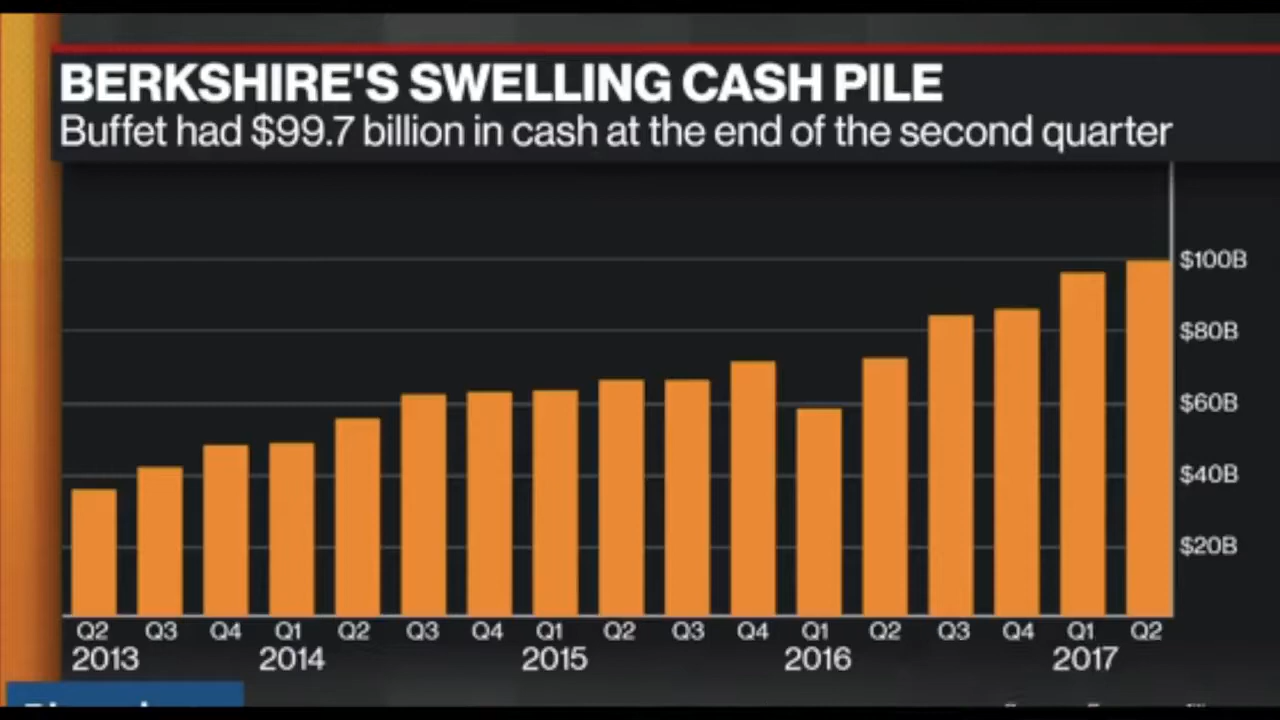 BERKSHIRE'S SWELLING CASH PILE
Buffet had $99.7 billion in cash at the end of the second quarter
$100B
$80B
$60B
$40B
$20B
Q2 Q3 Q4 Q1 Q2 Q3 Q4 Q1 Q2 Q3 Q4 Q1 Q2 Q3 Q4 Q1 Q2
2013 2014 2015 2016 2017